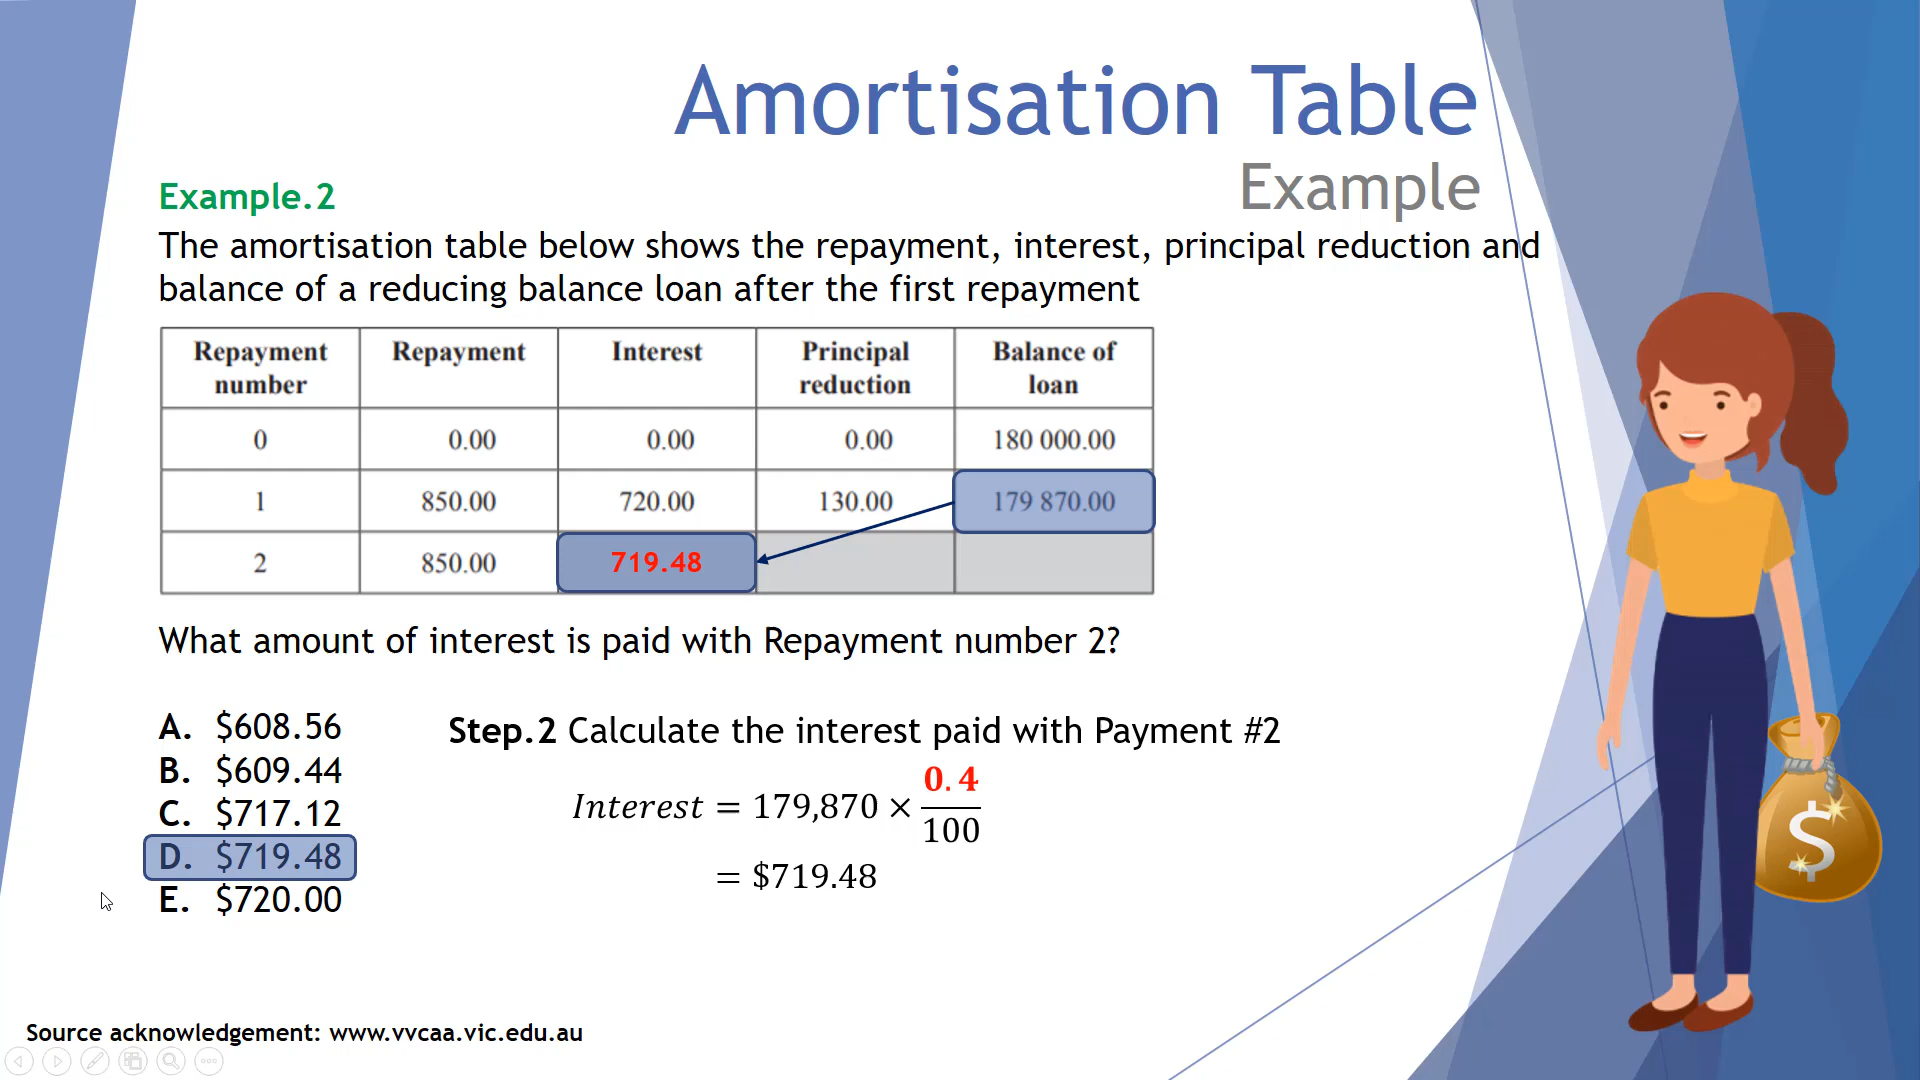 Amortisation Table
Example
Example.2
The amortisation table below shows the repayment, interest, principal reduction and
balance of a reducing balance loan after the first repayment
Repayment number Repayment Interest Principal reduction Balance of loan
0 0.00 0.00 0.00 180 000.00
1 850.00 720.00 130.00 179 870.00
2 850.00 719.48
What amount of interest is paid with Repayment number 2?
A. $608.56
B. $609.44
C. $717.12
D. $719.48
E. $720.00
Step.2 Calculate the interest paid with Payment #2
Interest = 179,870 × 0.4/100
= $719.48
$
Source acknowledgement: www.vvcaa.vic.edu.au